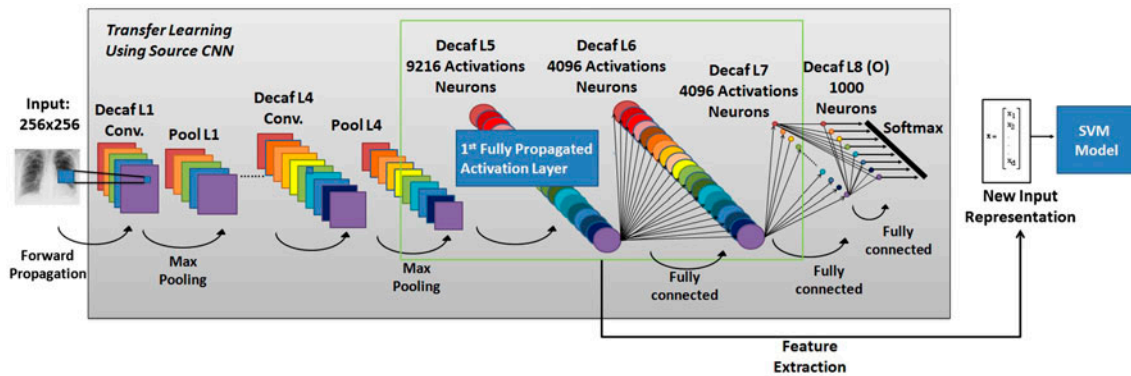 Transfer Learning
Using Source CNN
Input:
256x256
Decaf L1
Conv.
Pool L1
Decaf L4
Conv.
Pool L4
Decaf L5
9216 Activations
Neurons
1st Fully Propagated
Activation Layer
Decaf L6
4096 Activations
Neurons
Decaf L7
4096 Activations
Neurons
Decaf L8 (O)
1000
Neurons
Softmax
x =
x1
x2
.
.
.
xd
SVM
Model
New Input
Representation
Forward
Propagation
Max
Pooling
Max
Pooling
Fully
connected
Fully
connected
Fully
connected
Feature
Extraction